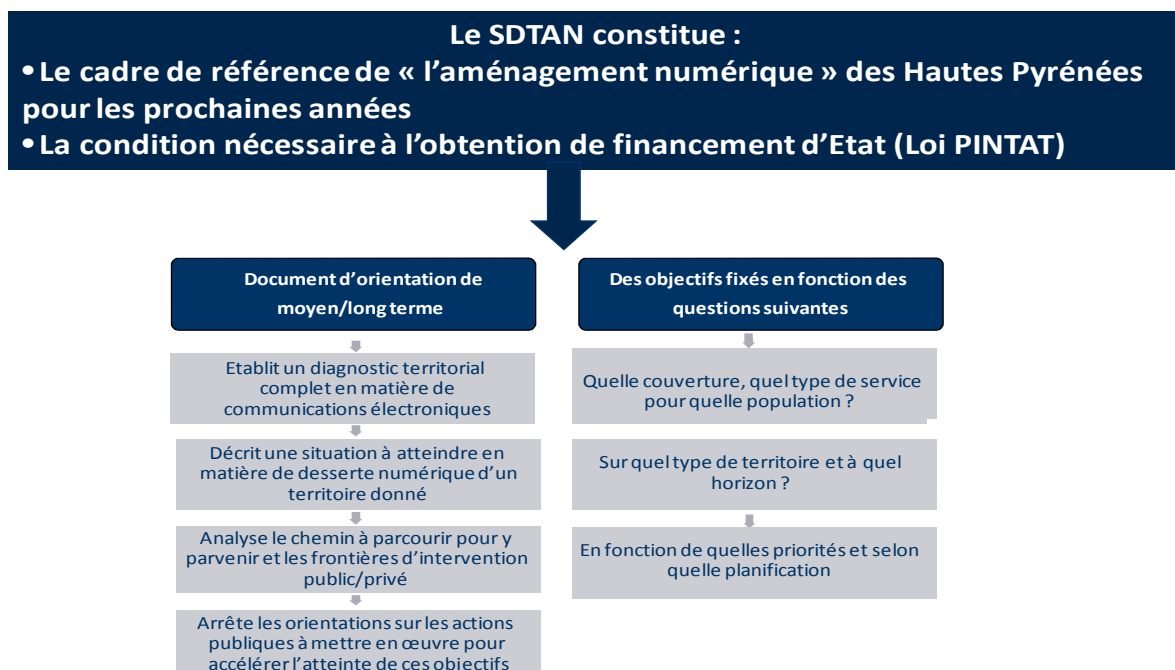 Le SDTAN constitue :
• Le cadre de référence de « l’aménagement numérique » des Hautes Pyrénées
pour les prochaines années
• La condition nécessaire à l’obtention de financement d’Etat (Loi PINTAT)
Document d’orientation de
moyen/long terme
Etablit un diagnostic territorial
complet en matière de
communications électroniques
Décrit une situation à atteindre en
matière de desserte numérique d’un
territoire donné
Analyse le chemin à parcourir pour y
parvenir et les frontières d’intervention
public/privé
Arrête les orientations sur les actions
publiques à mettre en œuvre pour
accélérer l’atteinte de ces objectifs
Des objectifs fixés en fonction des
questions suivantes
Quelle couverture, quel type de service
pour quelle population ?
Sur quel type de territoire et à quel
horizon ?
En fonction de quelles priorités et selon
quelle planification